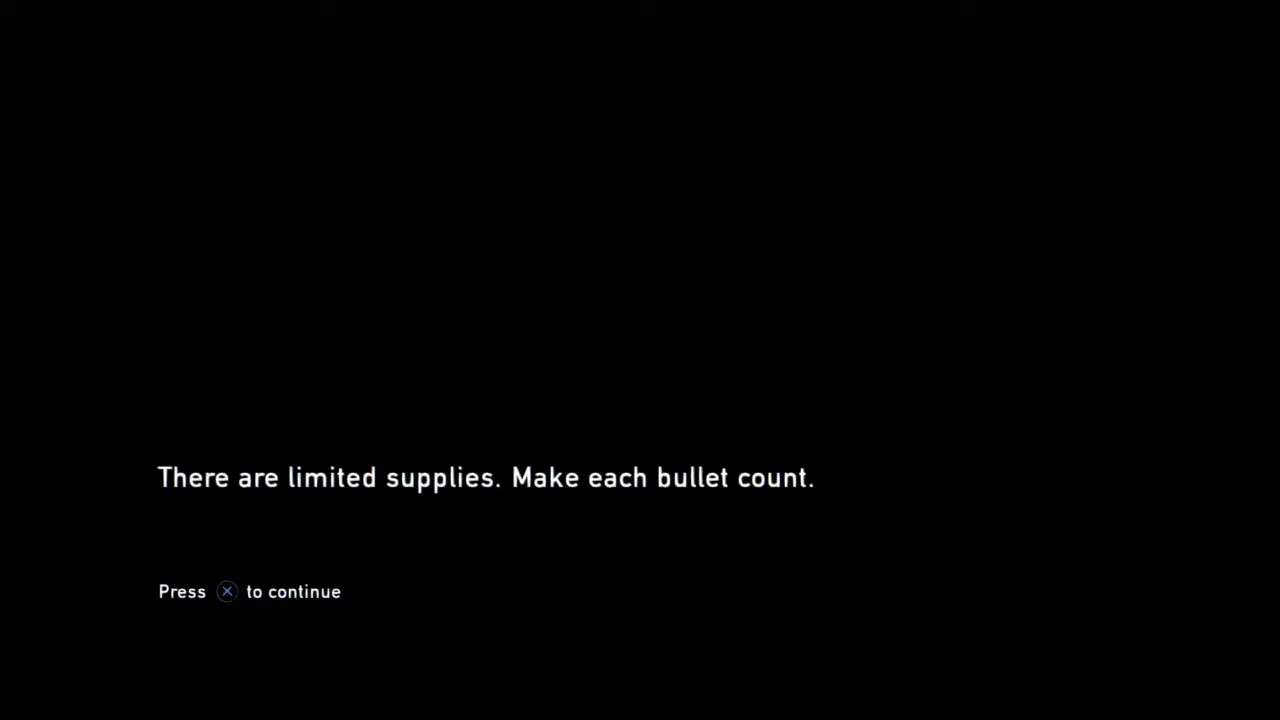 There are limited supplies. Make each bullet count.
Press ⓧ to continue